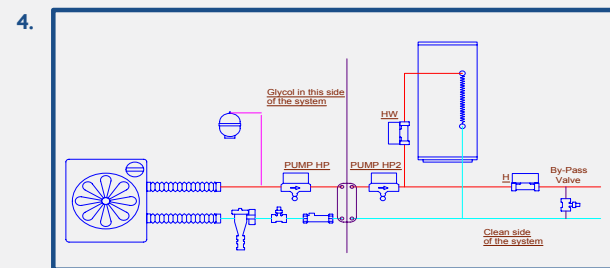 4.
Glycol in this side
of the system
HW
PUMP HP
PUMP HP2
H
By-Pass
Valve
Clean side
of the system